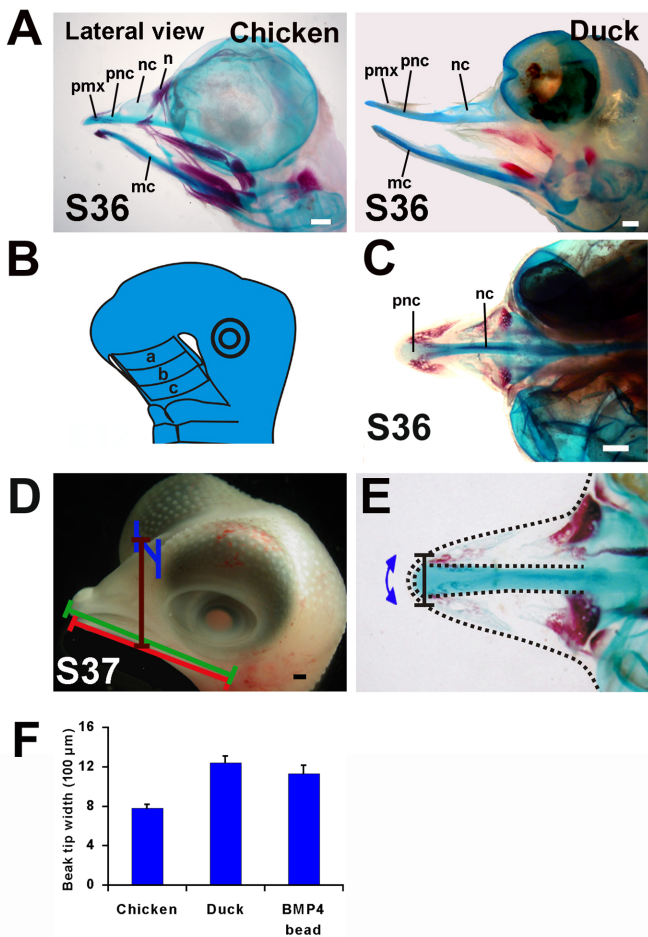 A
Lateral view Chicken
n
nc
pnc
pmx
mc
S36
Duck
nc
pnc
pmx
mc
S36
B
a
b
c
C
pnc
nc
S36
D
S37
E
F
Beak tip width (100 µm)
16
12
8
4
0
Chicken Duck BMP4
bead